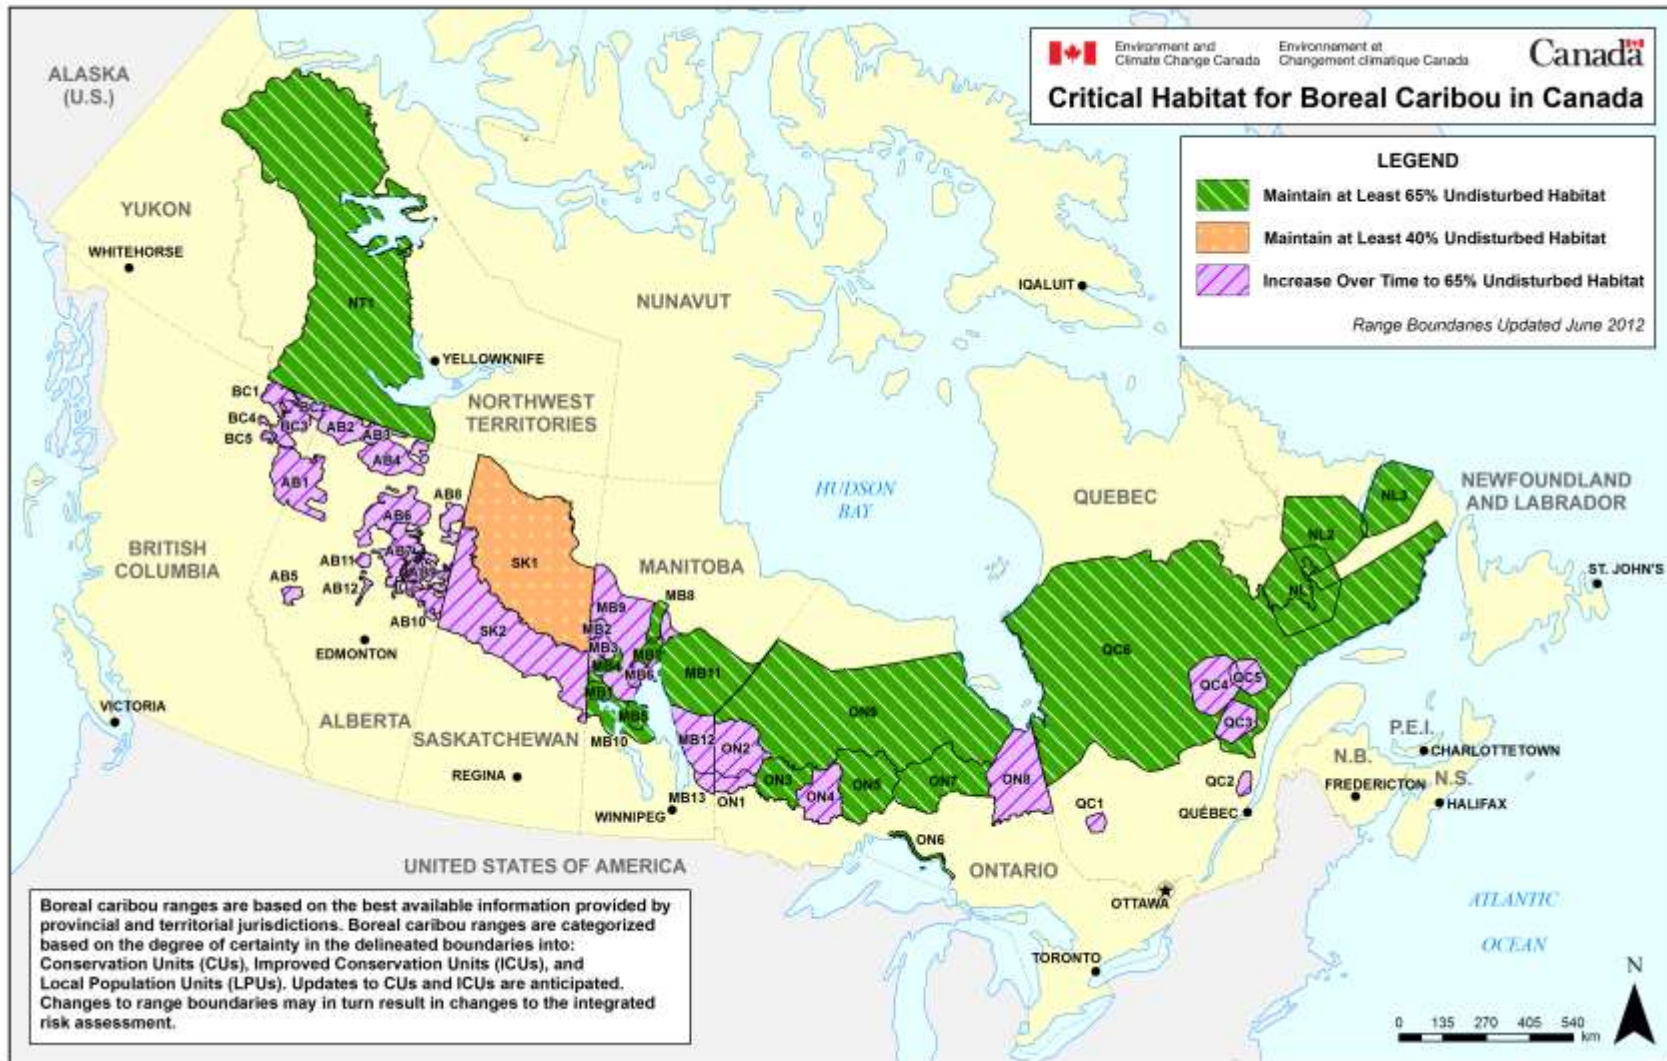 Environment and
Climate Change Canada
Environnement et
Changement climatique Canada
Canada
Critical Habitat for Boreal Caribou in Canada
LEGEND
Maintain at Least 65% Undisturbed Habitat
Maintain at Least 40% Undisturbed Habitat
Increase Over Time to 65% Undisturbed Habitat
Range Boundaries Updated June 2012
ALASKA
(U.S.)
YUKON
WHITEHORSE
NT1
NUNAVUT
IQALUIT
YELLOWKNIFE
NORTHWEST
TERRITORIES
BC1
BC2
BC4
BC3
BC5
AB2
AB3
AB4
AB1
AB8
AB6
AB7
AB11
AB5
AB12
AB10
BRITISH
COLUMBIA
EDMONTON
VICTORIA
ALBERTA
SK1
SK2
SASKATCHEWAN
REGINA
MANITOBA
MB8
MB9
MB2
MB3
MB4
MB6
MB1
MB5
MB10
MB11
MB12
MB13
WINNIPEG
HUDSON
BAY
ON9
ON2
ON1
ON3
ON4
ON5
ON7
ON8
ON6
ONTARIO
QUEBEC
QC6
QC4
QC5
QC3
QC2
QC1
QUÉBEC
NL3
NL2
NEWFOUNDLAND
AND LABRADOR
ST. JOHN'S
P.E.I.
CHARLOTTETOWN
N.B.
FREDERICTON
N.S.
HALIFAX
OTTAWA
TORONTO
UNITED STATES OF AMERICA
ATLANTIC
OCEAN
Boreal caribou ranges are based on the best available information provided by
provincial and territorial jurisdictions. Boreal caribou ranges are categorized
based on the degree of certainty in the delineated boundaries into:
Conservation Units (CUs), Improved Conservation Units (ICUs), and
Local Population Units (LPUs). Updates to CUs and ICUs are anticipated.
Changes to range boundaries may in turn result in changes to the integrated
risk assessment.
N
0 135 270 405 540
km